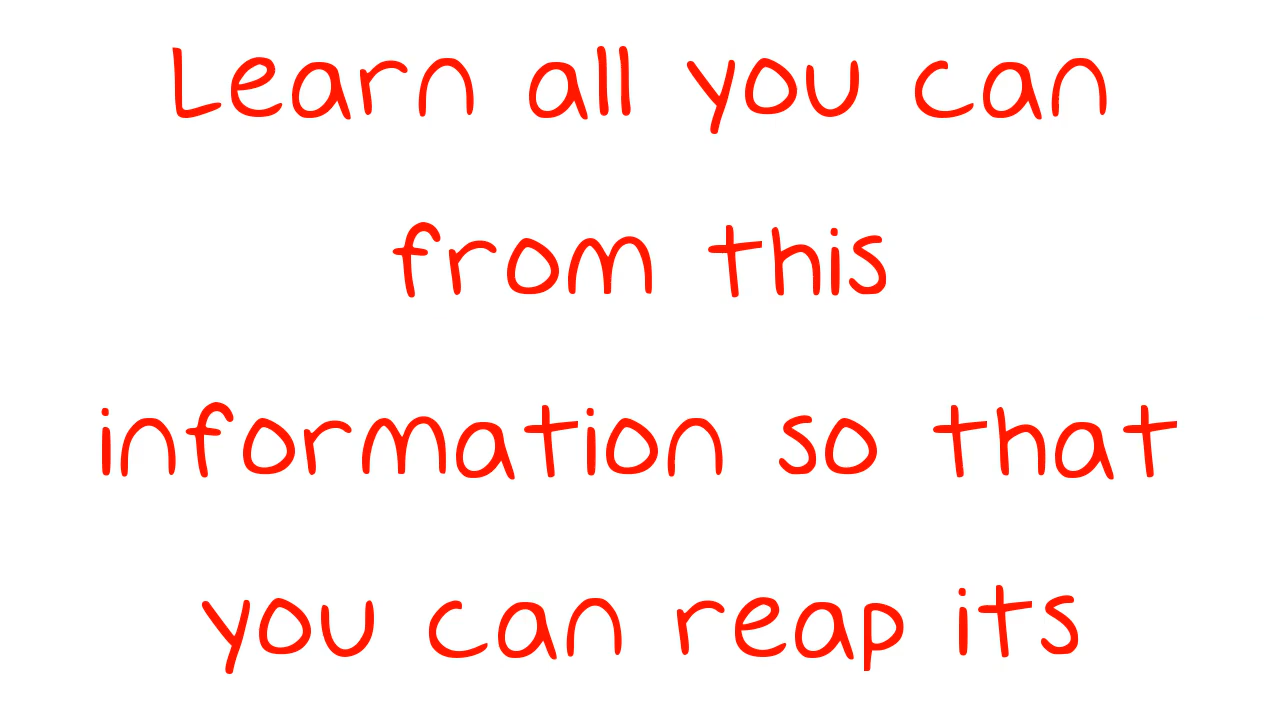 Learn all you can
from this
information so that
you can reap its